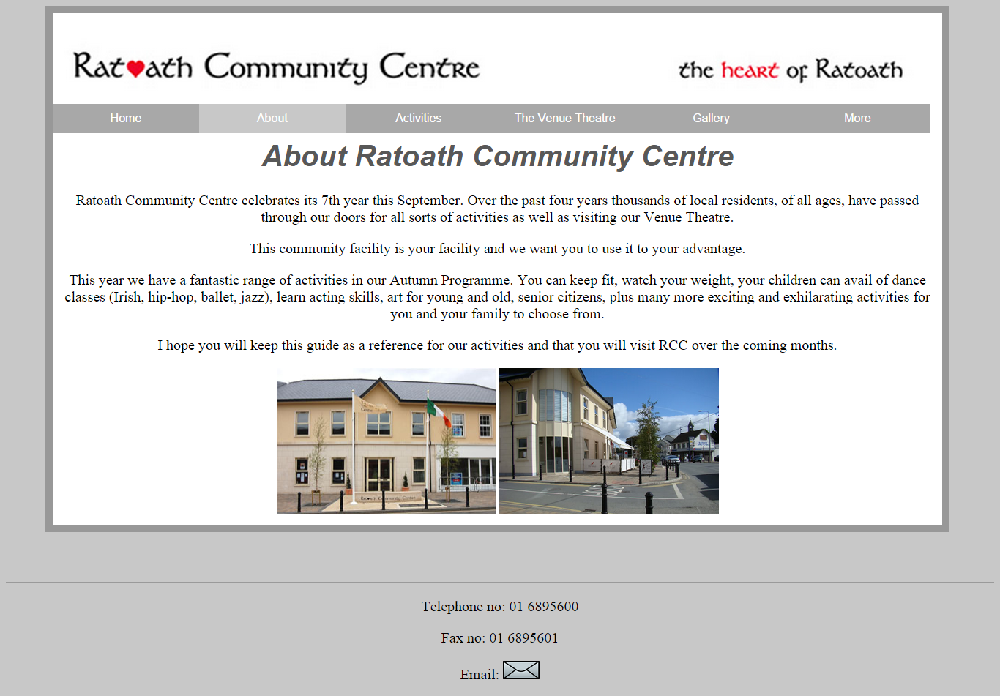 Ratoath Community Centre
the heart of Ratoath
Home About Activities The Venue Theatre Gallery More
About Ratoath Community Centre
Ratoath Community Centre celebrates its 7th year this September. Over the past four years thousands of local residents, of all ages, have passed
through our doors for all sorts of activities as well as visiting our Venue Theatre.
This community facility is your facility and we want you to use it to your advantage.
This year we have a fantastic range of activities in our Autumn Programme. You can keep fit, watch your weight, your children can avail of dance
classes (Irish, hip-hop, ballet, jazz), learn acting skills, art for young and old, senior citizens, plus many more exciting and exhilarating activities for
you and your family to choose from.
I hope you will keep this guide as a reference for our activities and that you will visit RCC over the coming months.
Ratoath Community Centre
Telephone no: 01 6895600
Fax no: 01 6895601
Email: